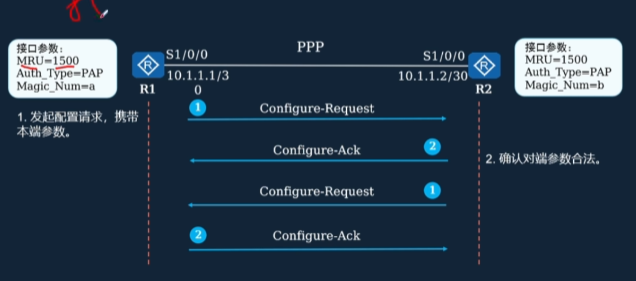 接口参数:
MRU=1500
Auth_Type=PAP
Magic_Num=a
S1/0/0
PPP
S1/0/0
接口参数:
MRU=1500
Auth_Type=PAP
Magic_Num=b
R
10.1.1.1/3
0
10.1.1.2/30
R
R1
R2
1. 发起配置请求，携带
本端参数。
1
Configure-Request
Configure-Ack
2
2. 确认对端参数合法。
Configure-Request
1
2
Configure-Ack